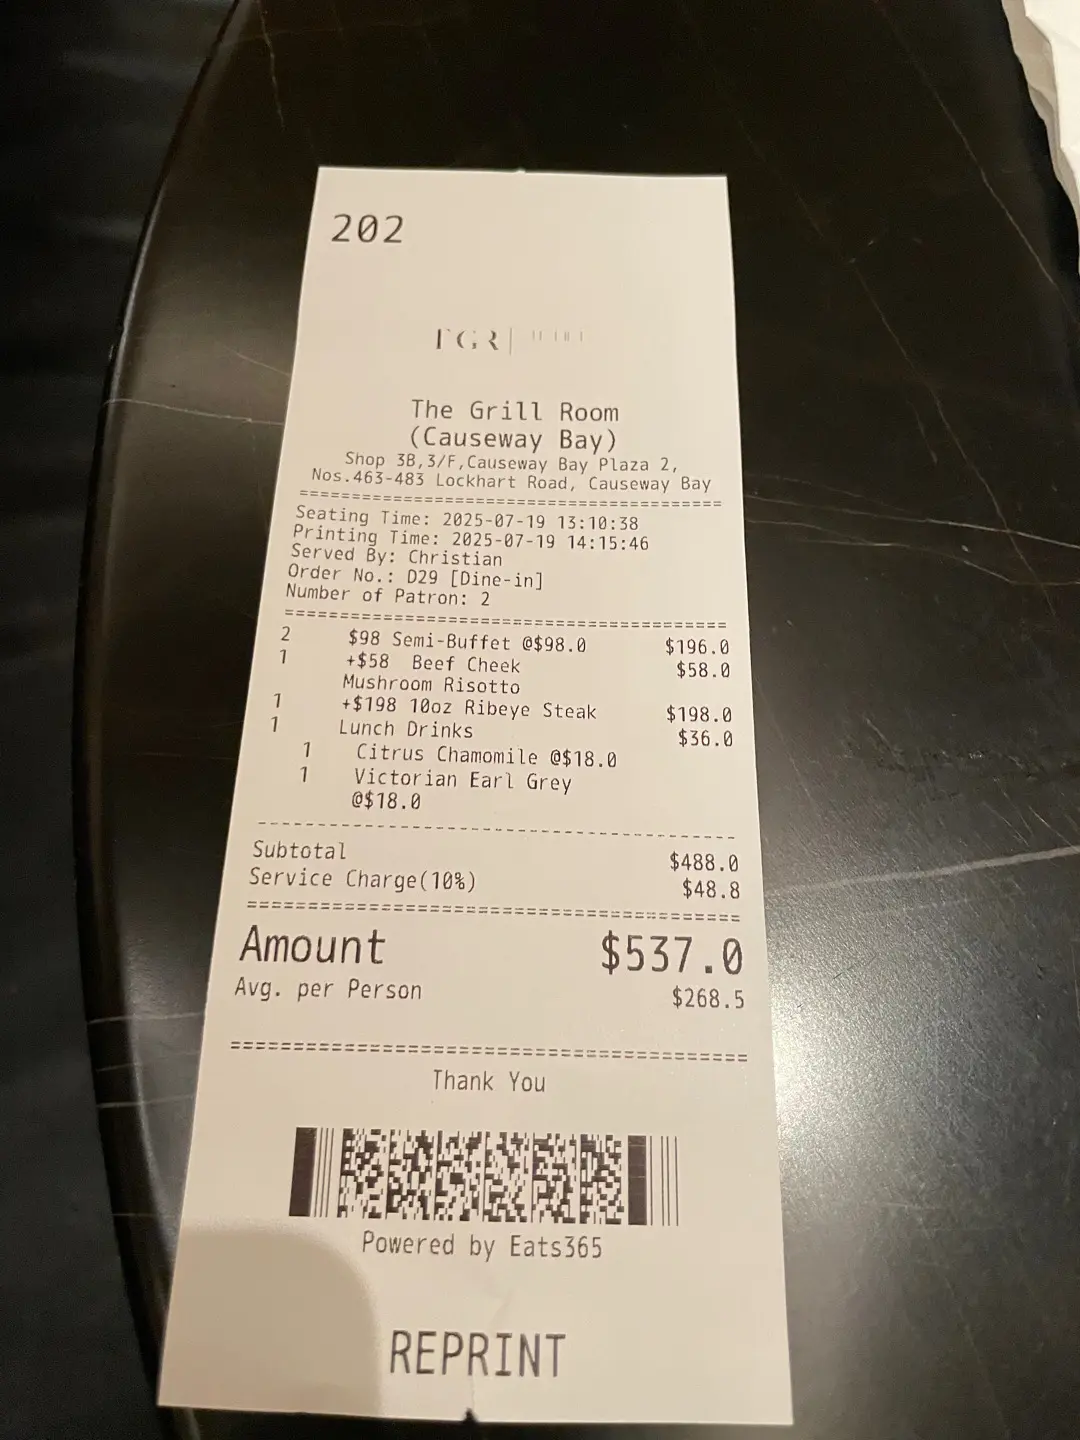 202
The Grill Room
(Causeway Bay)
Shop 3B,3/F,Causeway Bay Plaza 2,
Nos.463-483 Lockhart Road, Causeway Bay
Seating Time: 2025-07-19 13:10:38
Printing Time: 2025-07-19 14:15:46
Served By: Christian
Order No.: D29 [Dine-in]
Number of Patron: 2
2 $98 Semi-Buffet @$98.0 $196.0
1 +$58 Beef Cheek $58.0
Mushroom Risotto
1 +$198 10oz Ribeye Steak $198.0
1 Lunch Drinks $36.0
1 Citrus Chamomile @$18.0
1 Victorian Earl Grey
@$18.0
Subtotal $488.0
Service Charge(10%) $48.8
Amount $537.0
Avg. per Person $268.5
Thank You
Powered by Eats365
REPRINT